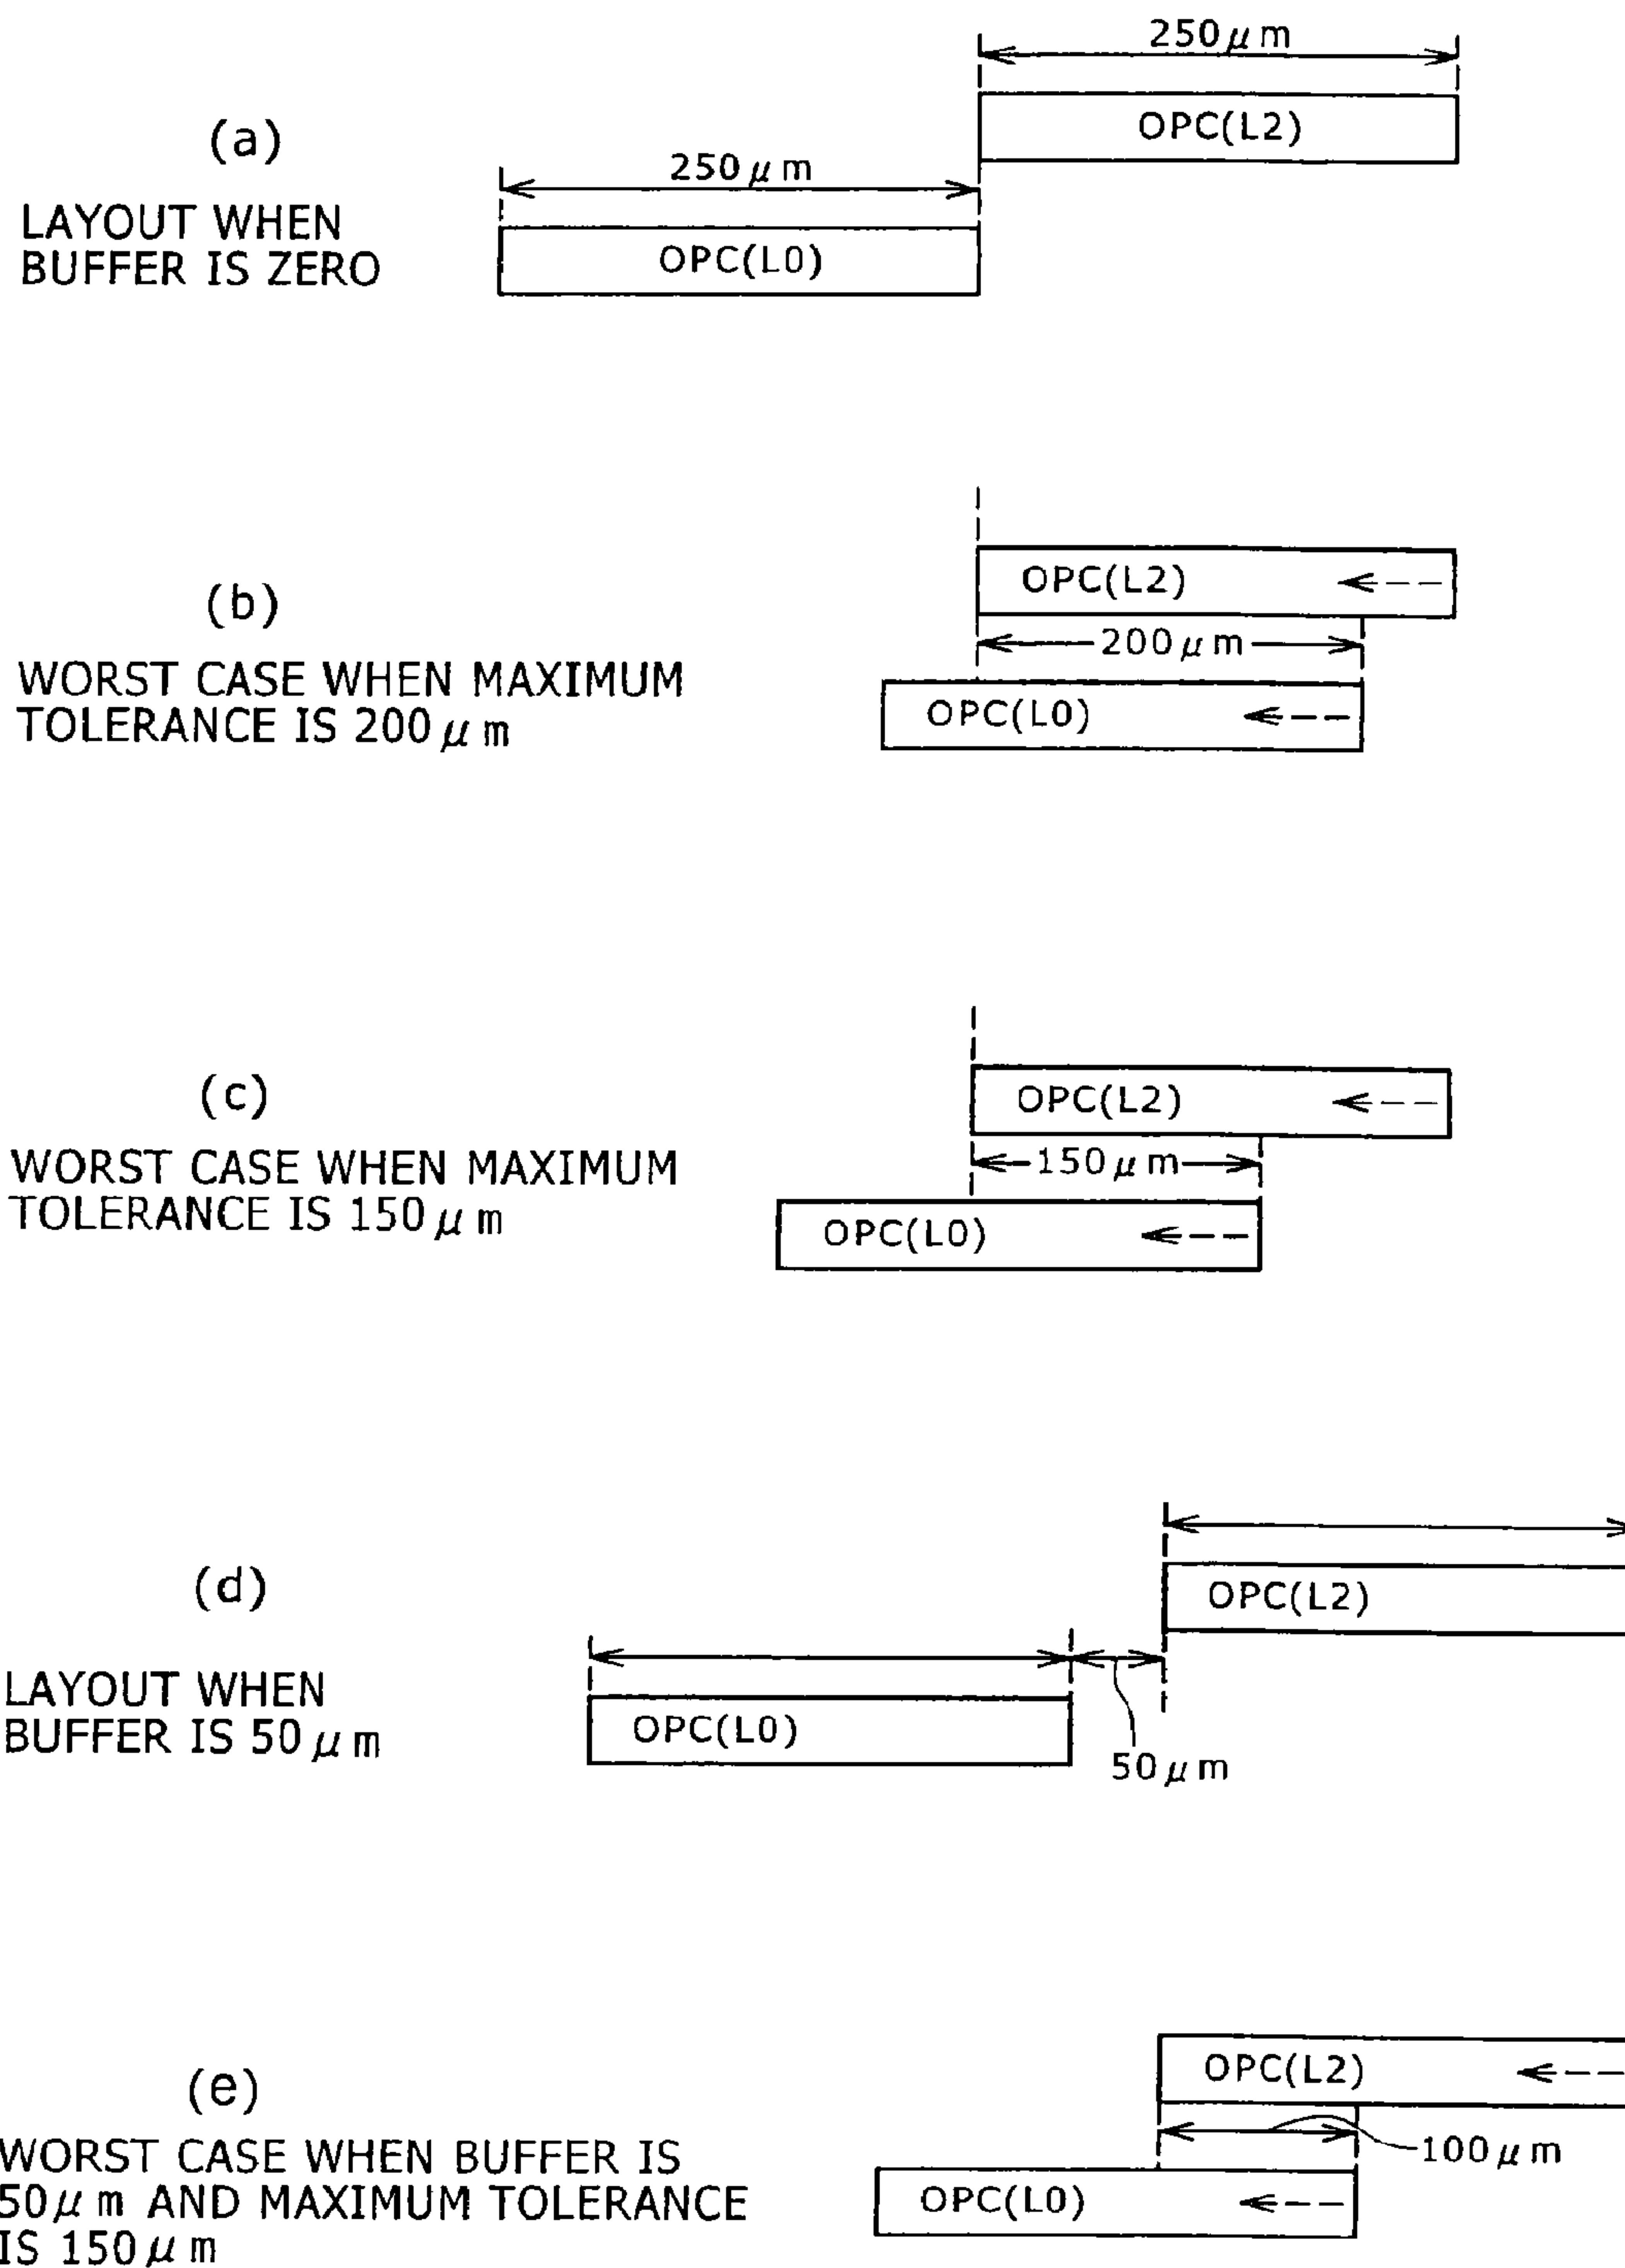 250μm
OPC(L2)
(a)
250μm
LAYOUT WHEN
BUFFER IS ZERO
OPC(L0)
OPC(L2)
(b)
200μm
WORST CASE WHEN MAXIMUM
TOLERANCE IS 200μm
OPC(L0)
OPC(L2)
(c)
150μm
WORST CASE WHEN MAXIMUM
TOLERANCE IS 150μm
OPC(L0)
OPC(L2)
(d)
LAYOUT WHEN
BUFFER IS 50μm
OPC(L0)
50μm
OPC(L2)
(e)
100μm
WORST CASE WHEN BUFFER IS
50μm AND MAXIMUM TOLERANCE
IS 150μm
OPC(L0)